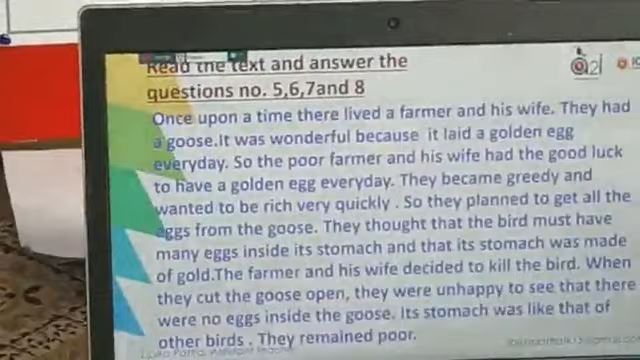 Read the text and answer the
questions no. 5,6,7and 8
Once upon a time there lived a farmer and his wife. They had
a goose.It was wonderful because it laid a golden egg
everyday. So the poor farmer and his wife had the good luck
to have a golden egg everyday. They became greedy and
wanted to be rich very quickly . So they planned to get all the
eggs from the goose. They thought that the bird must have
many eggs inside its stomach and that its stomach was made
of gold.The farmer and his wife decided to kill the bird. When
they cut the goose open, they were unhappy to see that there
were no eggs inside the goose. Its stomach was like that of
other birds . They remained poor.